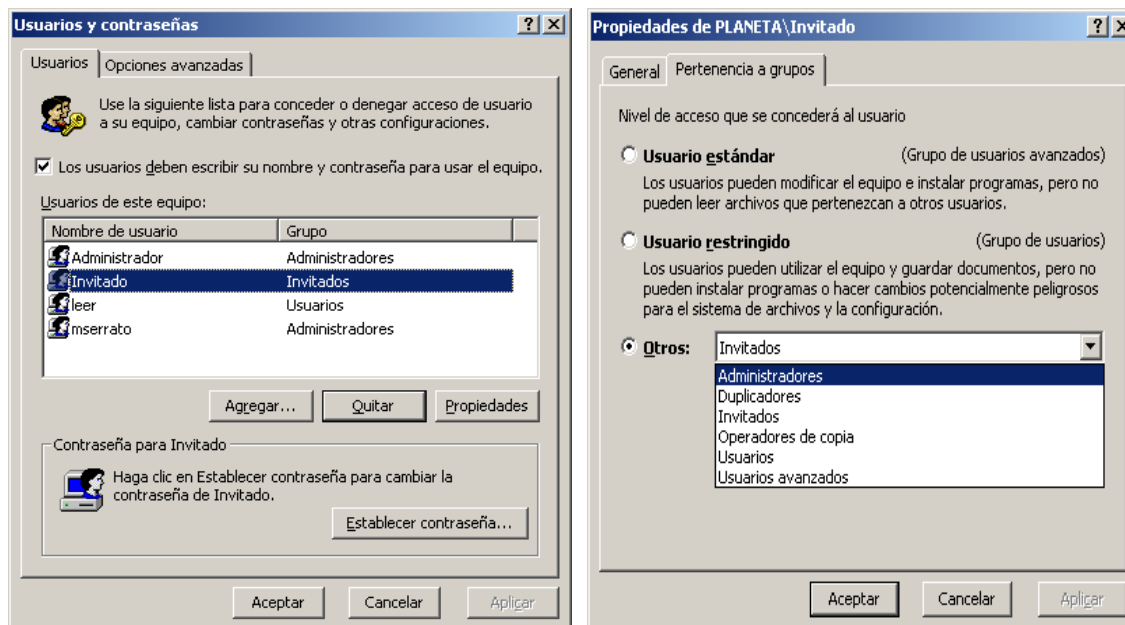 Usuarios y contraseñas
Usuarios
Opciones avanzadas
Use la siguiente lista para conceder o denegar acceso de usuario
a su equipo, cambiar contraseñas y otras configuraciones.
Los usuarios deben escribir su nombre y contraseña para usar el equipo.
Usuarios de este equipo:
Nombre de usuario Grupo
Administrador Administradores
Invitado Invitados
leer Usuarios
mserrato Administradores
Agregar... Quitar Propiedades
Contraseña para Invitado
Haga clic en Establecer contraseña para cambiar la
contraseña de Invitado.
Establecer contraseña...
Aceptar Cancelar Aplicar
Propiedades de PLANETA\Invitado
General Pertenencia a grupos
Nivel de acceso que se concederá al usuario
Usuario estándar (Grupo de usuarios avanzados)
Los usuarios pueden modificar el equipo e instalar programas, pero no
pueden leer archivos que pertenezcan a otros usuarios.
Usuario restringido (Grupo de usuarios)
Los usuarios pueden utilizar el equipo y guardar documentos, pero no
pueden instalar programas o hacer cambios potencialmente peligrosos
para el sistema de archivos y la configuración.
Otros: Invitados
Administradores
Duplicadores
Invitados
Operadores de copia
Usuarios
Usuarios avanzados
Aceptar Cancelar Aplicar